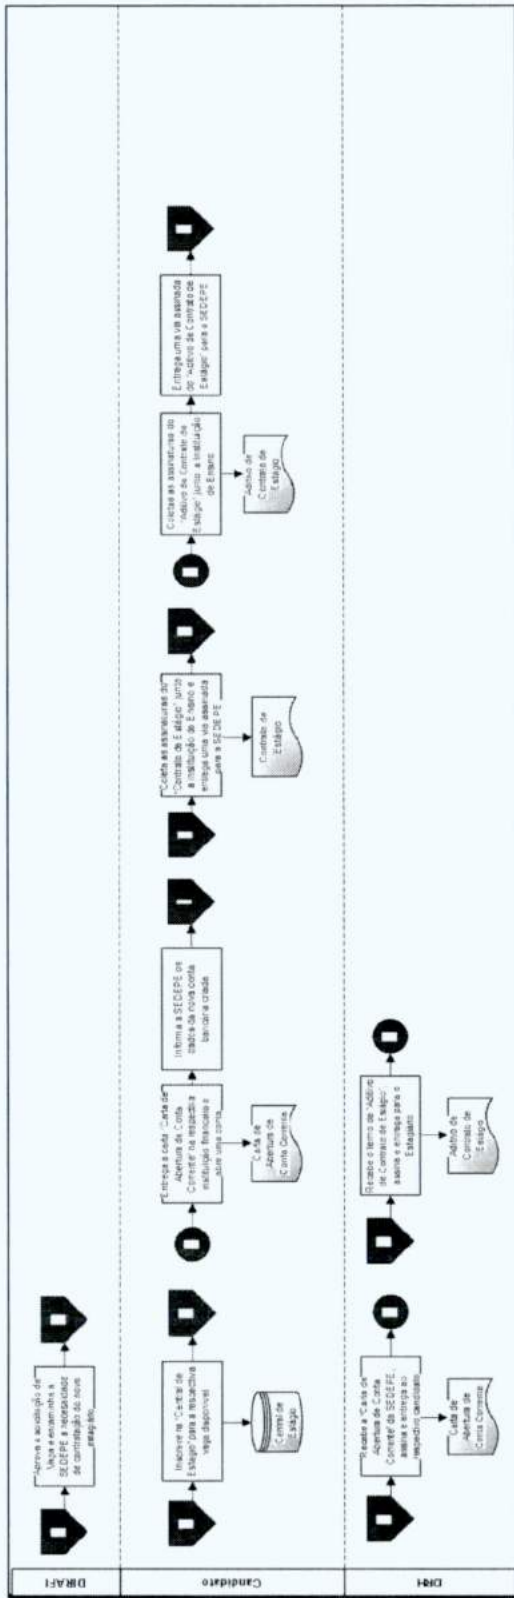 DIRAFI
Aprova a solicitação de
Vaga e encaminha a
SEDEPE a necessidade
de contratação do novo
estagiário
Candidato
Inscreve na "Central de
Estágio" para a respectiva
vaga disponível
Central de
Estágio
Entrega a carta "Carta de
Abertura de Conta
Corrente" na respectiva
instituição financeira e
abre uma conta
Carta de
Abertura de
Conta Corrente
Informa a SEDEPE os
dados da nova conta
bancária criada
Coleta as assinaturas do
"Contrato de Estágio" junto
a Instituição de Ensino e
entrega uma via assinada
para a SEDEPE
Contrato de
Estágio
Coletas as assinaturas do
"Aditivo de Contrato de
Estágio" junto a Instituição
de Ensino
Aditivo de
Contrato de
Estágio
Entrega uma via assinada
do "Aditivo de Contrato de
Estágio" para a SEDEPE
DRH
Recebe a "Carta de
Abertura de Conta
Corrente" da SEDEPE,
assina e entrega ao
respectivo candidato
Carta de
Abertura de
Conta Corrente
Recebe o termo de "Aditivo
de Contrato de Estágio",
assina e entrega para o
Estagiário
Aditivo de
Contrato de
Estágio